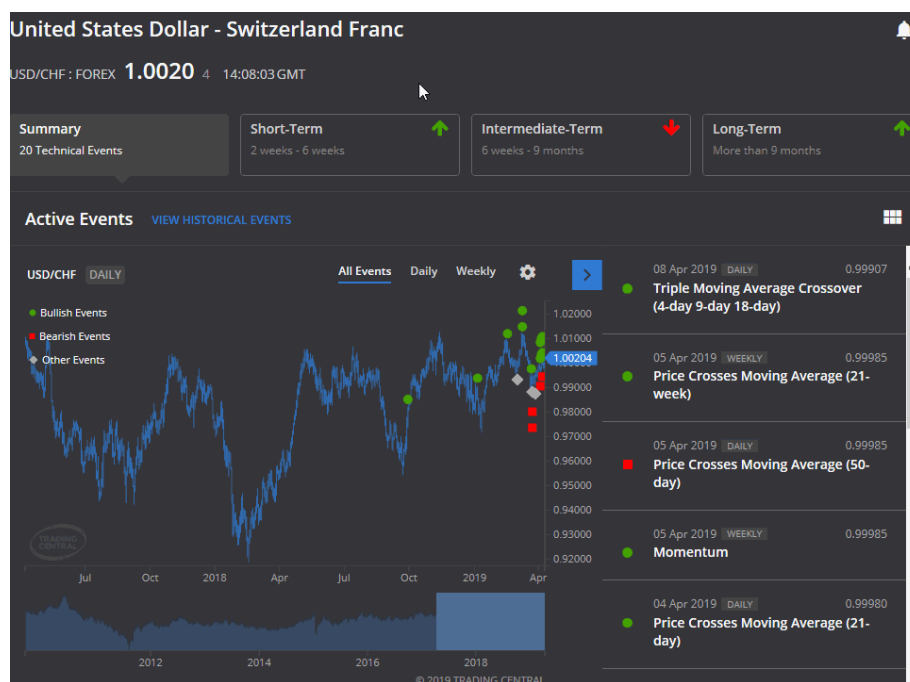 United States Dollar - Switzerland Franc
USD/CHF : FOREX 1.0020 4 14:08:03 GMT
Summary
20 Technical Events
Short-Term
2 weeks - 6 weeks
Intermediate-Term
6 weeks - 9 months
Long-Term
More than 9 months
Active Events VIEW HISTORICAL EVENTS
USD/CHF DAILY
All Events Daily Weekly
Bullish Events
Bearish Events
Other Events
1.02000
1.01000
1.00204
0.99000
0.98000
0.97000
0.96000
0.95000
0.94000
0.93000
0.92000
TRADING
CENTRAL
Jul Oct 2018 Apr Jul Oct 2019 Apr
2012 2014 2016 2018
© 2019 TRADING CENTRAL
08 Apr 2019 DAILY 0.99907
Triple Moving Average Crossover
(4-day 9-day 18-day)
05 Apr 2019 WEEKLY 0.99985
Price Crosses Moving Average (21-
week)
05 Apr 2019 DAILY 0.99985
Price Crosses Moving Average (50-
day)
05 Apr 2019 WEEKLY 0.99985
Momentum
04 Apr 2019 DAILY 0.99980
Price Crosses Moving Average (21-
day)